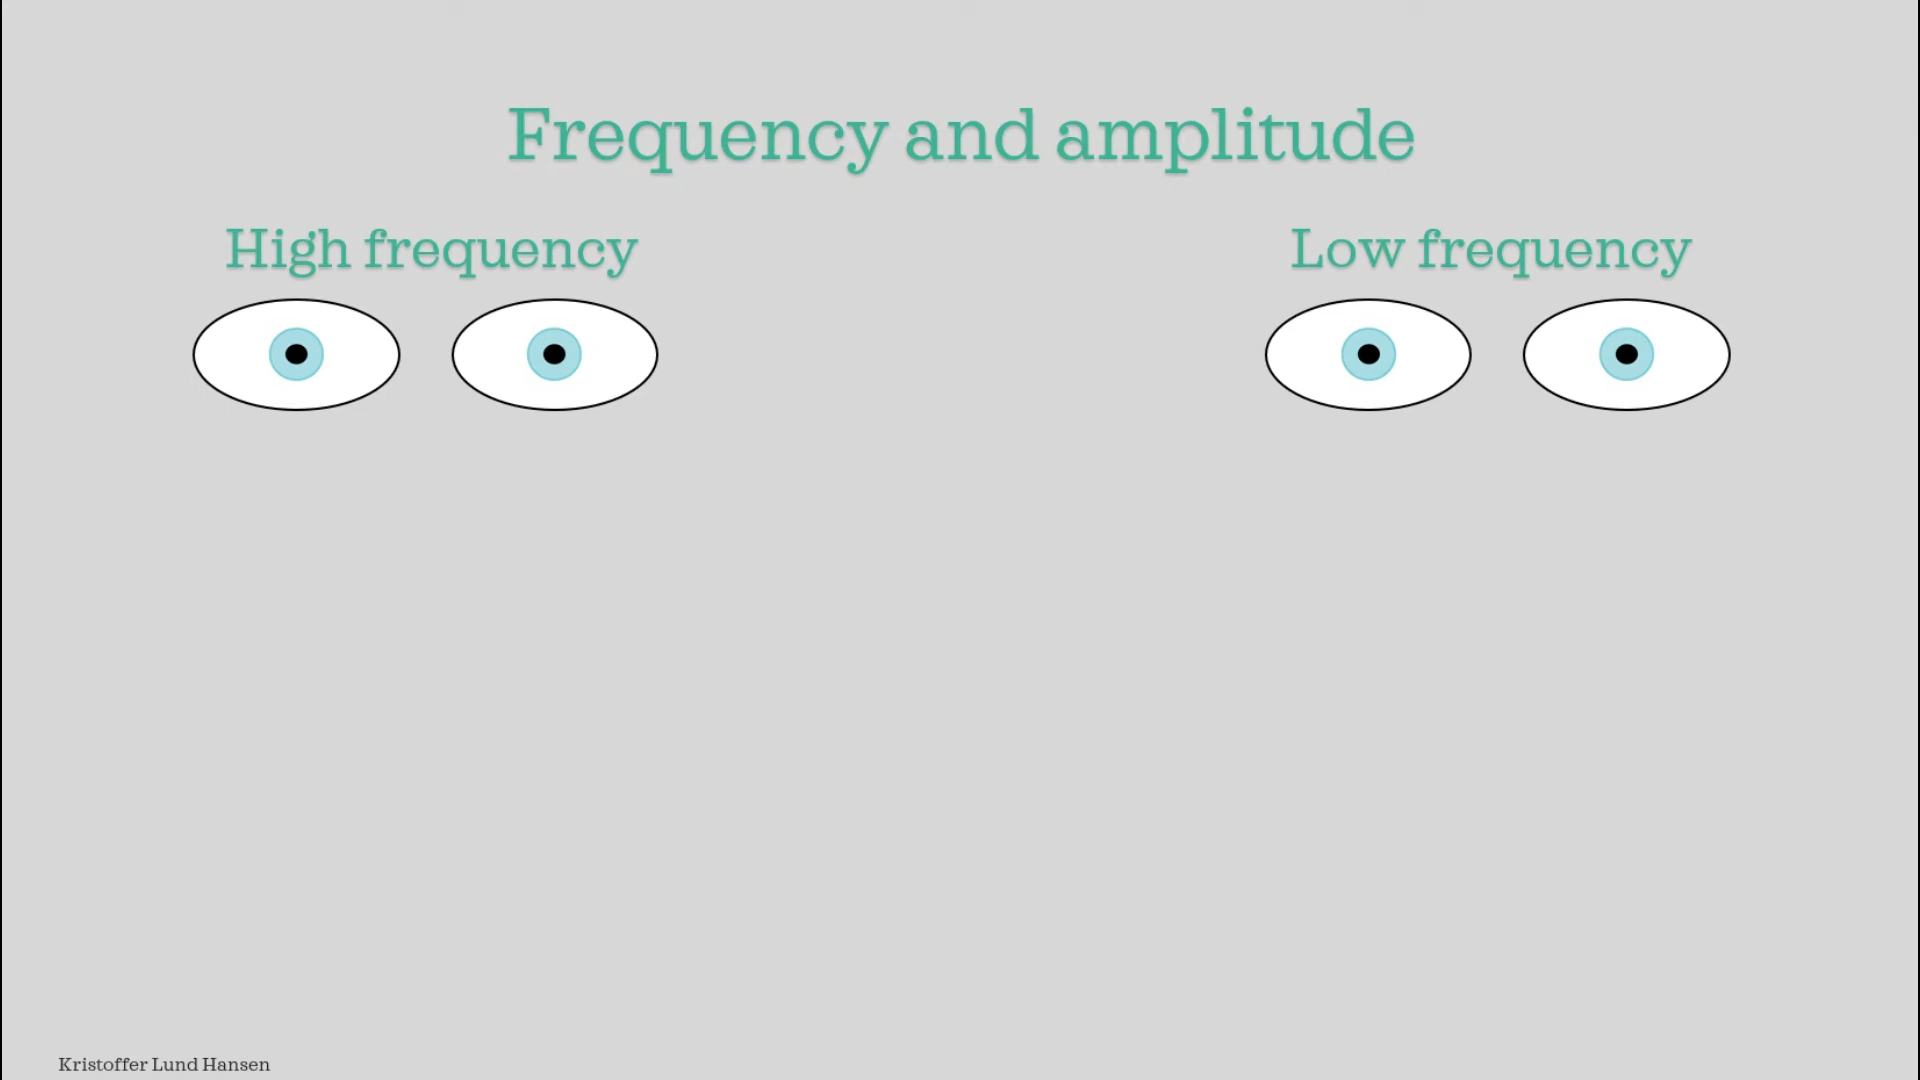 Frequency and amplitude
High frequency
Low frequency
Kristoffer Lund Hansen